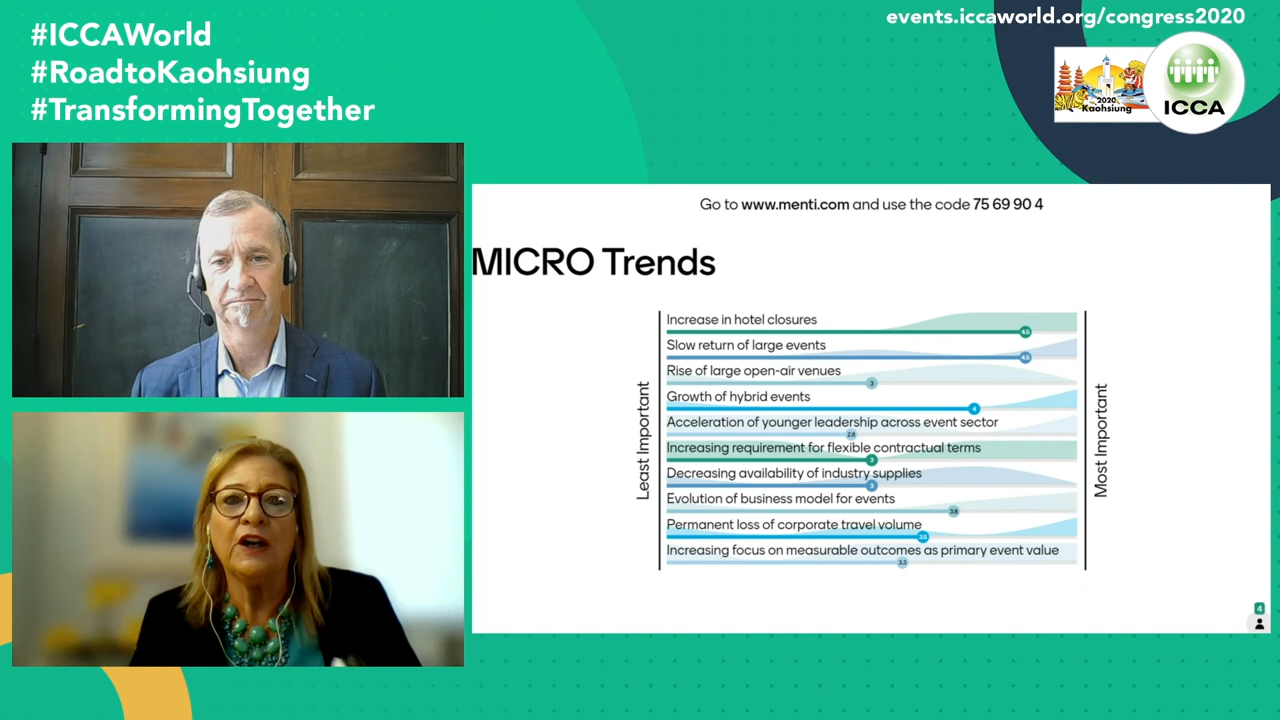 #ICCAWorld
#RoadtoKaohsiung
#TransformingTogether
events.iccaworld.org/congress2020
2020
Kaohsiung
ICCA
Go to www.menti.com and use the code 75 69 90 4
MICRO Trends
Least Important
Increase in hotel closures
4.5
Slow return of large events
4.5
Rise of large open-air venues
3
Growth of hybrid events
4
Acceleration of younger leadership across event sector
2.8
Increasing requirement for flexible contractual terms
3
Decreasing availability of industry supplies
3
Evolution of business model for events
3.8
Permanent loss of corporate travel volume
3.5
Increasing focus on measurable outcomes as primary event value
3.3
Most Important
4